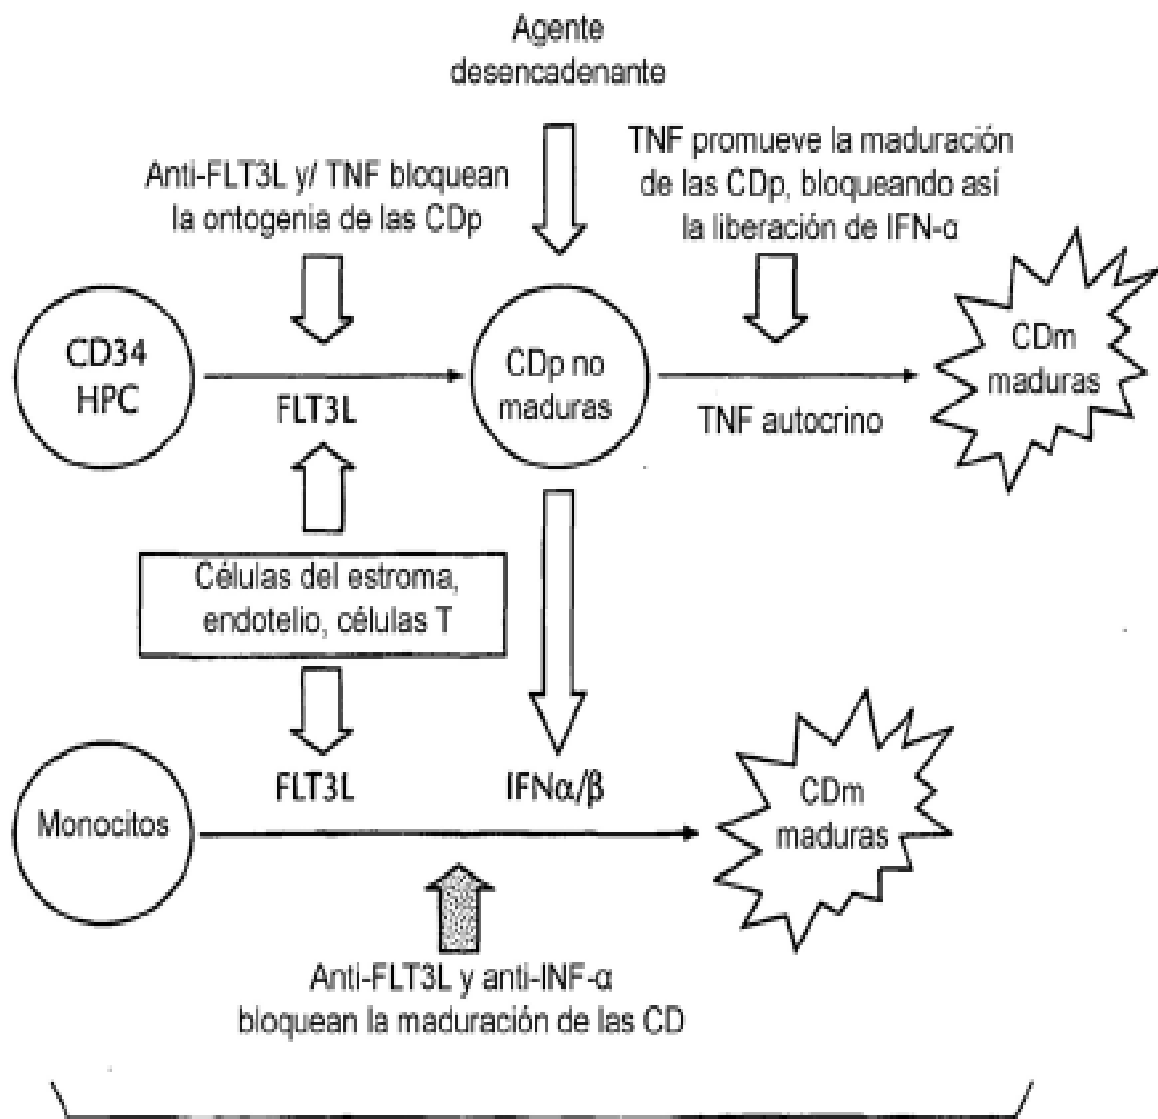 Agente
desencadenante
TNF promueve la maduración
de las CDp, bloqueando así
la liberación de IFN-α
Anti-FLT3L y/ TNF bloquean
la ontogenia de las CDp
CD34
HPC
FLT3L
CDp no
maduras
TNF autocrino
CDm
maduras
Células del estroma,
endotelio, células T
Monocitos
FLT3L
IFNα/β
CDm
maduras
Anti-FLT3L y anti-INF-α
bloquean la maduración de las CD